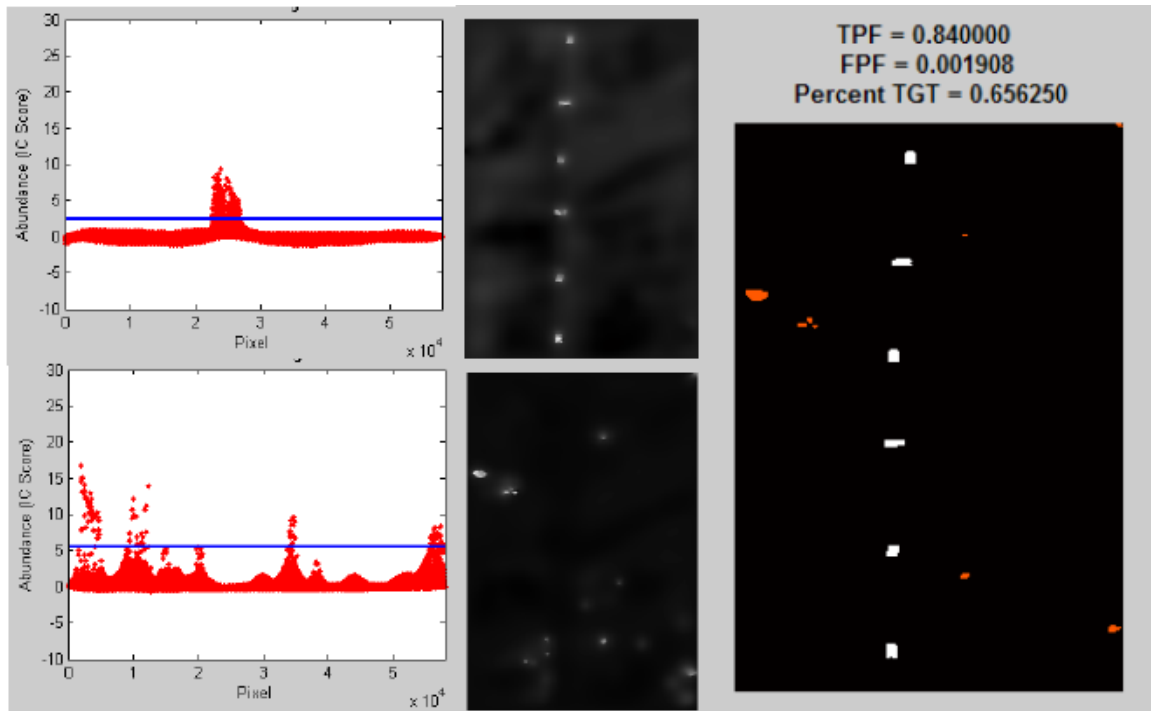 30
25
20
15
10
5
0
-5
-10
Abundance (IC Score)
0 1 2 3 4 5
Pixel
x 10^4
30
25
20
15
10
5
0
-5
-10
Abundance (IC Score)
0 1 2 3 4 5
Pixel
x 10^4
TPF = 0.840000
FPF = 0.001908
Percent TGT = 0.656250